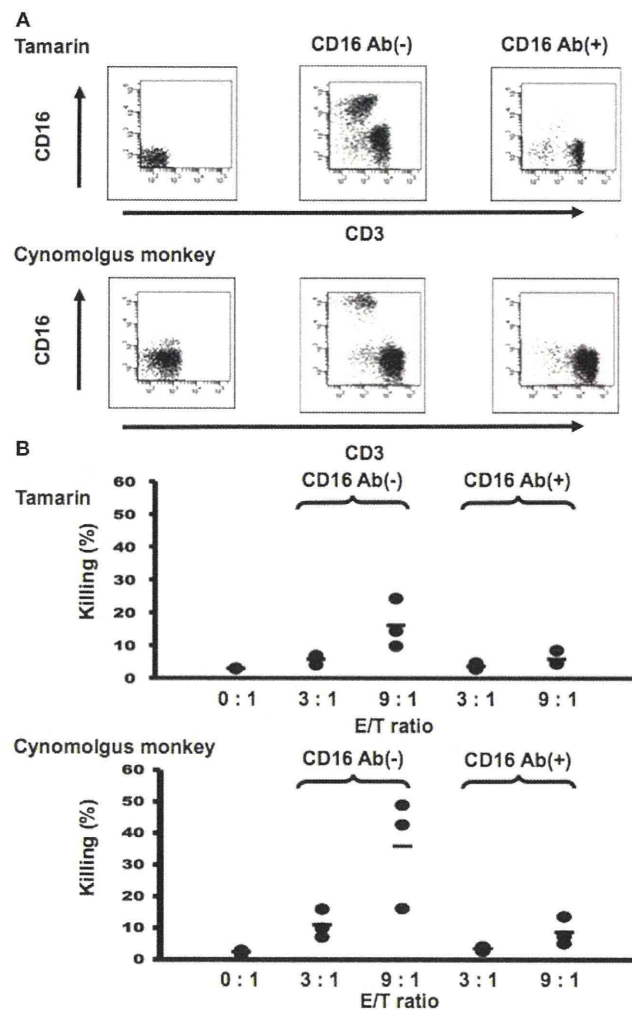 A
Tamarin
CD16 Ab(-)
CD16 Ab(+)
CD16
CD3
Cynomolgus monkey
CD16
CD3
B
Tamarin
CD16 Ab(-)
CD16 Ab(+)
Killing (%)
60
50
40
30
20
10
0
0 : 1
3 : 1
9 : 1
3 : 1
9 : 1
E/T ratio
Cynomolgus monkey
CD16 Ab(-)
CD16 Ab(+)
Killing (%)
60
50
40
30
20
10
0
0 : 1
3 : 1
9 : 1
3 : 1
9 : 1
E/T ratio